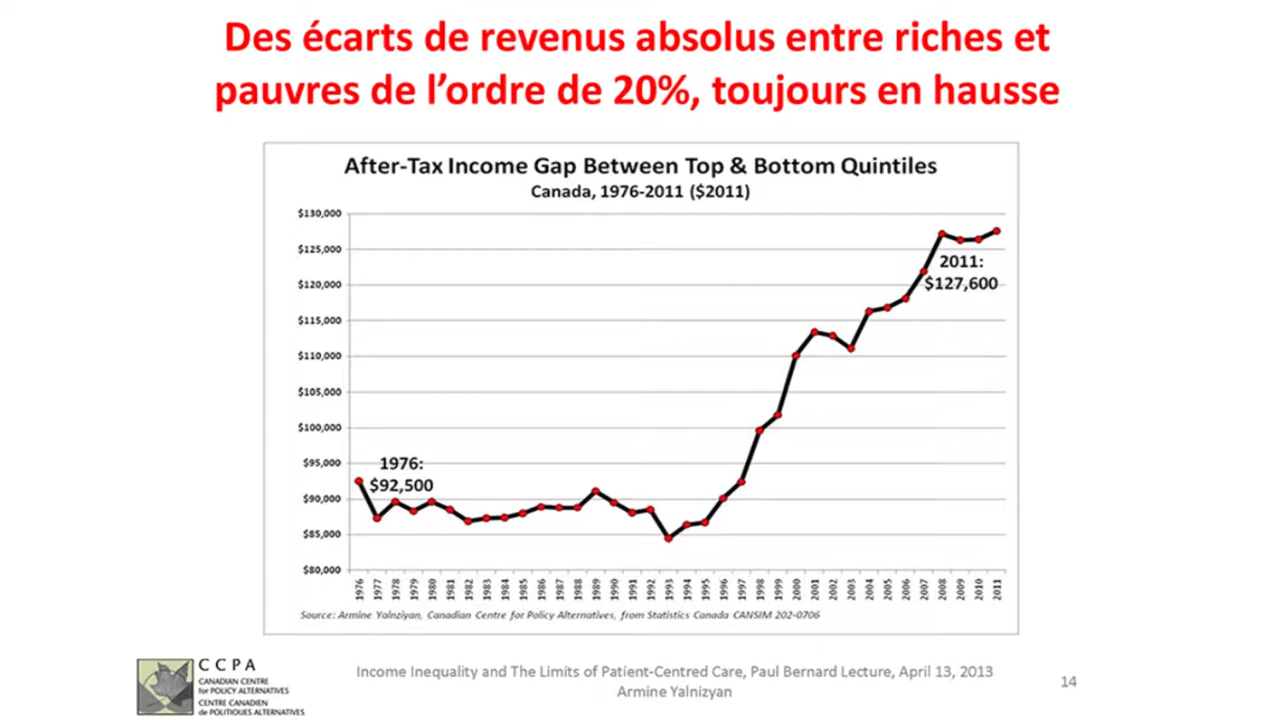 Des écarts de revenus absolus entre riches et
pauvres de l’ordre de 20%, toujours en hausse
After-Tax Income Gap Between Top & Bottom Quintiles
Canada, 1976-2011 ($2011)
$130,000
$125,000
$120,000
$115,000
$110,000
$105,000
$100,000
$95,000
$90,000
$85,000
$80,000
1976:
$92,500
2011:
$127,600
1976 1977 1978 1979 1980 1981 1982 1983 1984 1985 1986 1987 1988 1989 1990 1991 1992 1993 1994 1995 1996 1997 1998 1999 2000 2001 2002 2003 2004 2005 2006 2007 2008 2009 2010 2011
Source: Armine Yalnziyan, Canadian Centre for Policy Alternatives, from Statistics Canada CANSIM 202-0706
CCPA
CANADIAN CENTRE
for POLICY ALTERNATIVES
CENTRE CANADIEN
de POLITIQUES ALTERNATIVES
Income Inequality and The Limits of Patient-Centred Care, Paul Bernard Lecture, April 13, 2013
Armine Yalnizyan
14